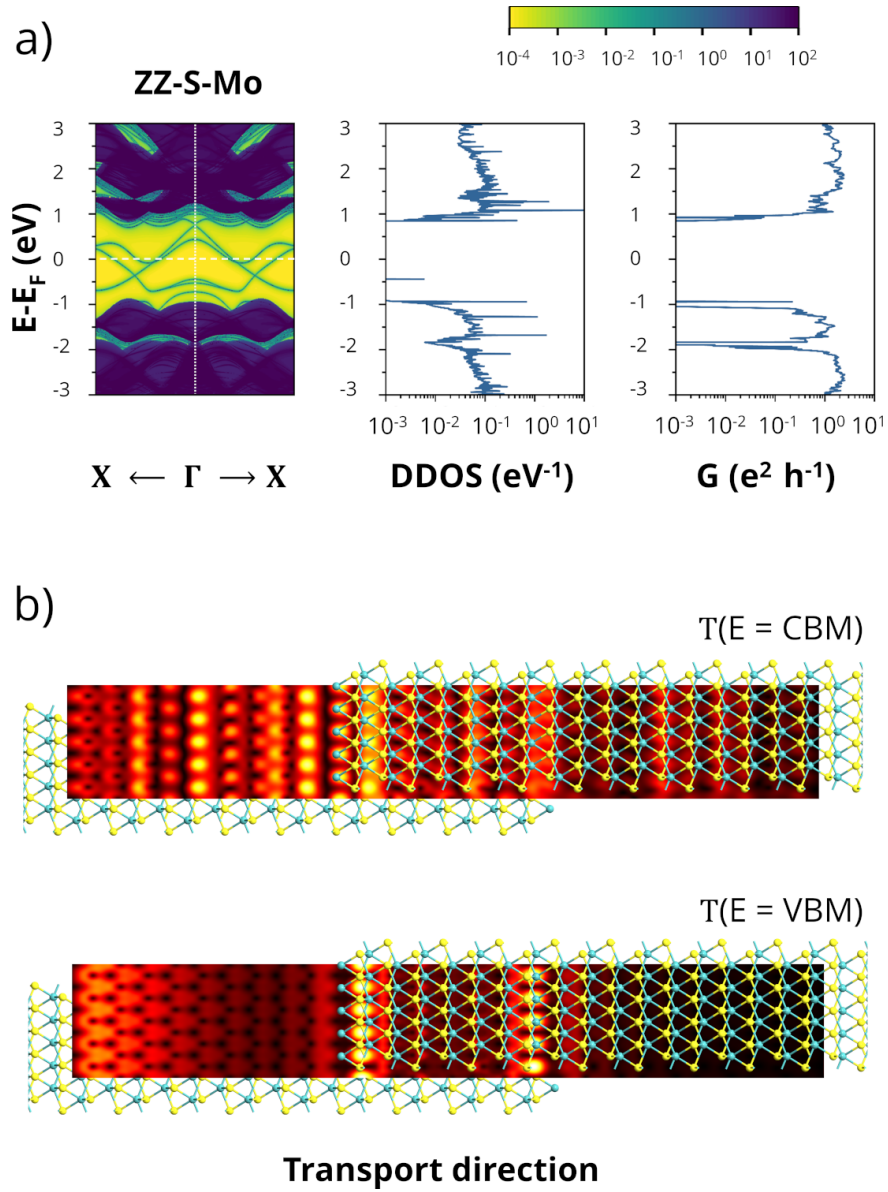 a)
10⁻⁴ 10⁻³ 10⁻² 10⁻¹ 10⁰ 10¹ 10²
ZZ-S-Mo
3 3 3
2 2 2
1 1 1
0 0 0
-1 -1 -1
-2 -2 -2
-3 -3 -3
E-E_F (eV)
10⁻³ 10⁻² 10⁻¹ 10⁰ 10¹ 10⁻³ 10⁻² 10⁻¹ 10⁰ 10¹
X ← Γ → X DDOS (eV⁻¹) G (e² h⁻¹)
b)
T(E = CBM)
T(E = VBM)
Transport direction